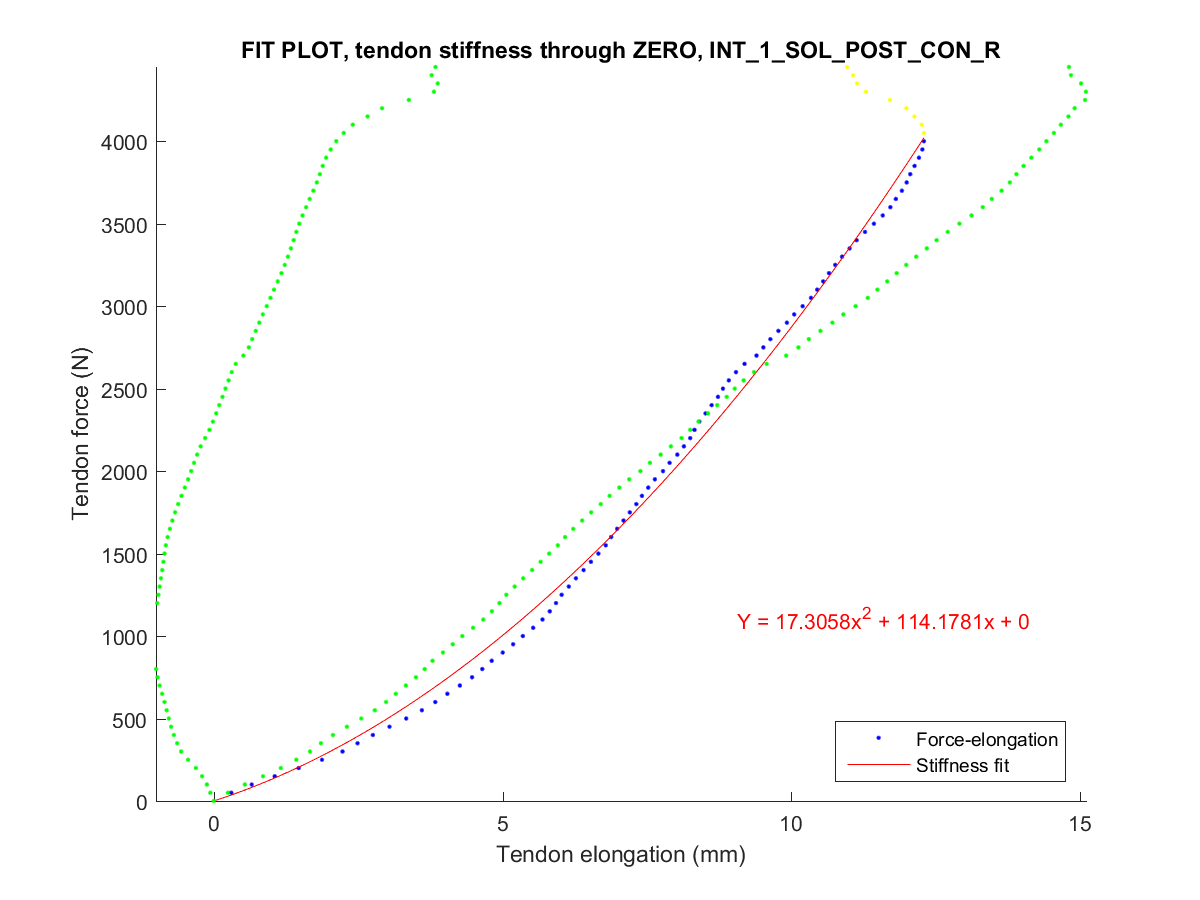 FIT PLOT, tendon stiffness through ZERO, INT_1_SOL_POST_CON_R
4000
3500
3000
2500
2000
1500
1000
500
0
Tendon force (N)
Y = 17.3058x² + 114.1781x + 0
Force-elongation
Stiffness fit
0 5 10 15
Tendon elongation (mm)